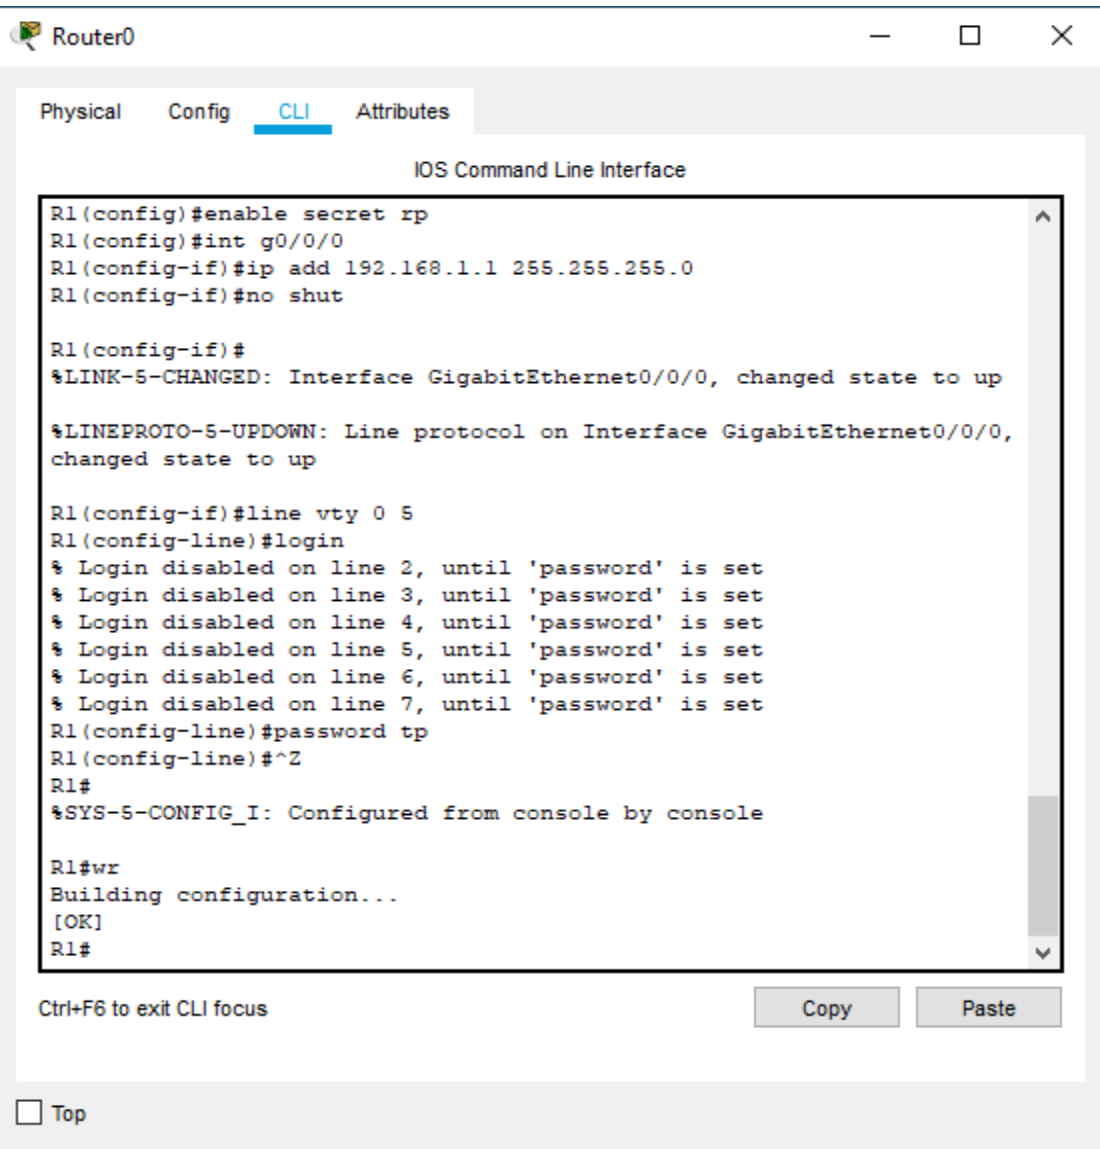 Router0
Physical Config CLI Attributes
IOS Command Line Interface
R1(config)#enable secret rp
R1(config)#int g0/0/0
R1(config-if)#ip add 192.168.1.1 255.255.255.0
R1(config-if)#no shut
R1(config-if)#
%LINK-5-CHANGED: Interface GigabitEthernet0/0/0, changed state to up
%LINEPROTO-5-UPDOWN: Line protocol on Interface GigabitEthernet0/0/0,
changed state to up
R1(config-if)#line vty 0 5
R1(config-line)#login
% Login disabled on line 2, until 'password' is set
% Login disabled on line 3, until 'password' is set
% Login disabled on line 4, until 'password' is set
% Login disabled on line 5, until 'password' is set
% Login disabled on line 6, until 'password' is set
% Login disabled on line 7, until 'password' is set
R1(config-line)#password tp
R1(config-line)#^Z
R1#
%SYS-5-CONFIG_I: Configured from console by console
R1#wr
Building configuration...
[OK]
R1#
Ctrl+F6 to exit CLI focus
Copy Paste
Top